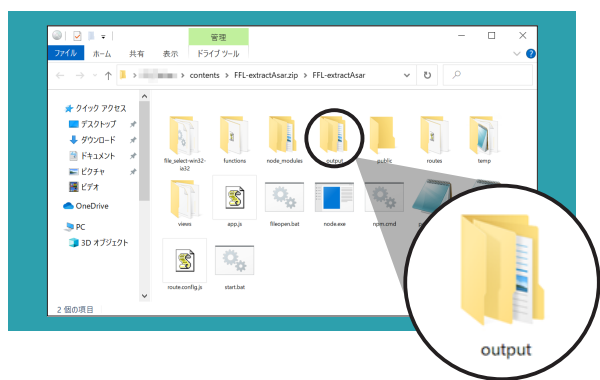 管理
ファイル ホーム 共有 表示 ドライブ ツール
contents > FFL-extractAsar.zip > FFL-extractAsar
クイック アクセス
デスクトップ
ダウンロード
ドキュメント
ピクチャ
ビデオ
OneDrive
PC
3D オブジェクト
file_select-win32-
ia32
functions
node_modules
output
public
routes
temp
views
app.js
fileopen.bat
node.exe
npm.cmd
route.config.js
start.bat
2 個の項目
output